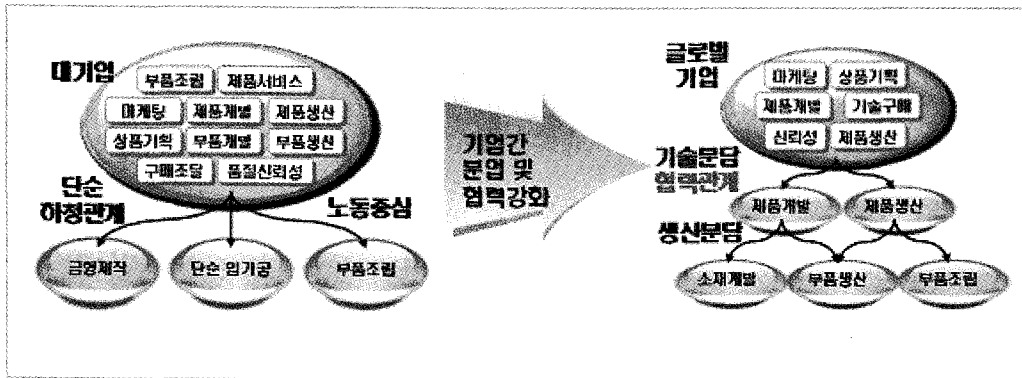 대기업
부품조립 제품서비스
마케팅 제품개발 제품생산
상품기획 부품개발 부품생산
구매조달 품질신뢰성
단순
하청관계
노동중심
금형제작 단순 임가공 부품조립
기업간
분업 및
협력강화
글로벌
기업
마케팅 상품기획
제품개발 기술구매
신뢰성 제품생산
기술분담
협력관계
제품개발 제품생산
생산분담
소재개발 부품생산 부품조립